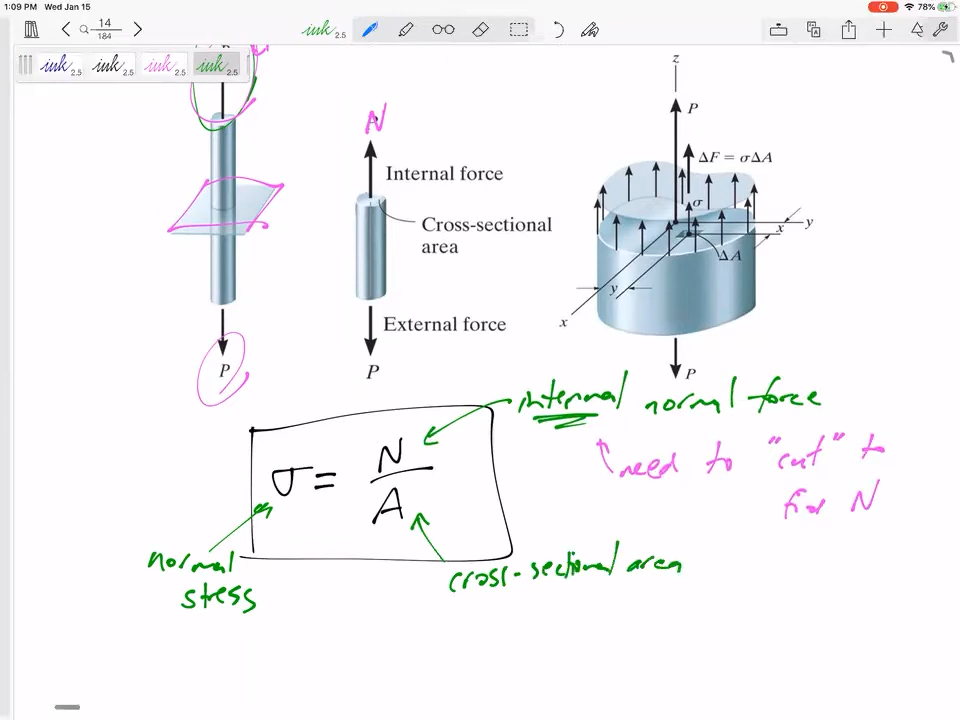 1:09 PM Wed Jan 15
78%
14
184
ink 2.5
ink 2.5 ink 2.5 ink 2.5 ink 2.5
N
Internal force
Cross-sectional
area
External force
P
P
z
P
ΔF = σΔA
σ
y
x
ΔA
y
x
P
internal normal force
σ = N
A
need to "cut" to
find N
normal
stress
cross-sectional area